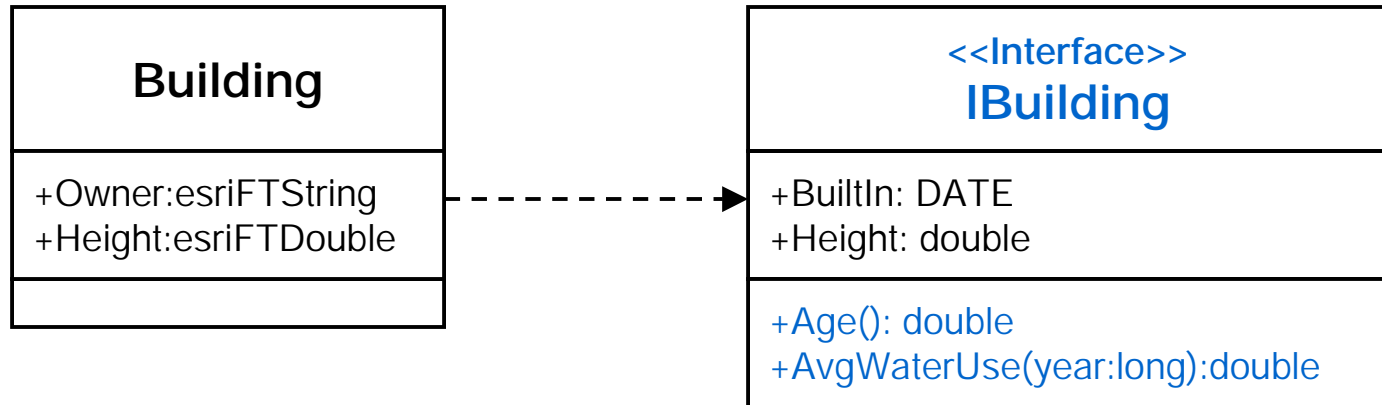 Building
+Owner:esriFTString
+Height:esriFTDouble
<<Interface>>
IBuilding
+BuiltIn: DATE
+Height: double
+Age(): double
+AvgWaterUse(year:long):double